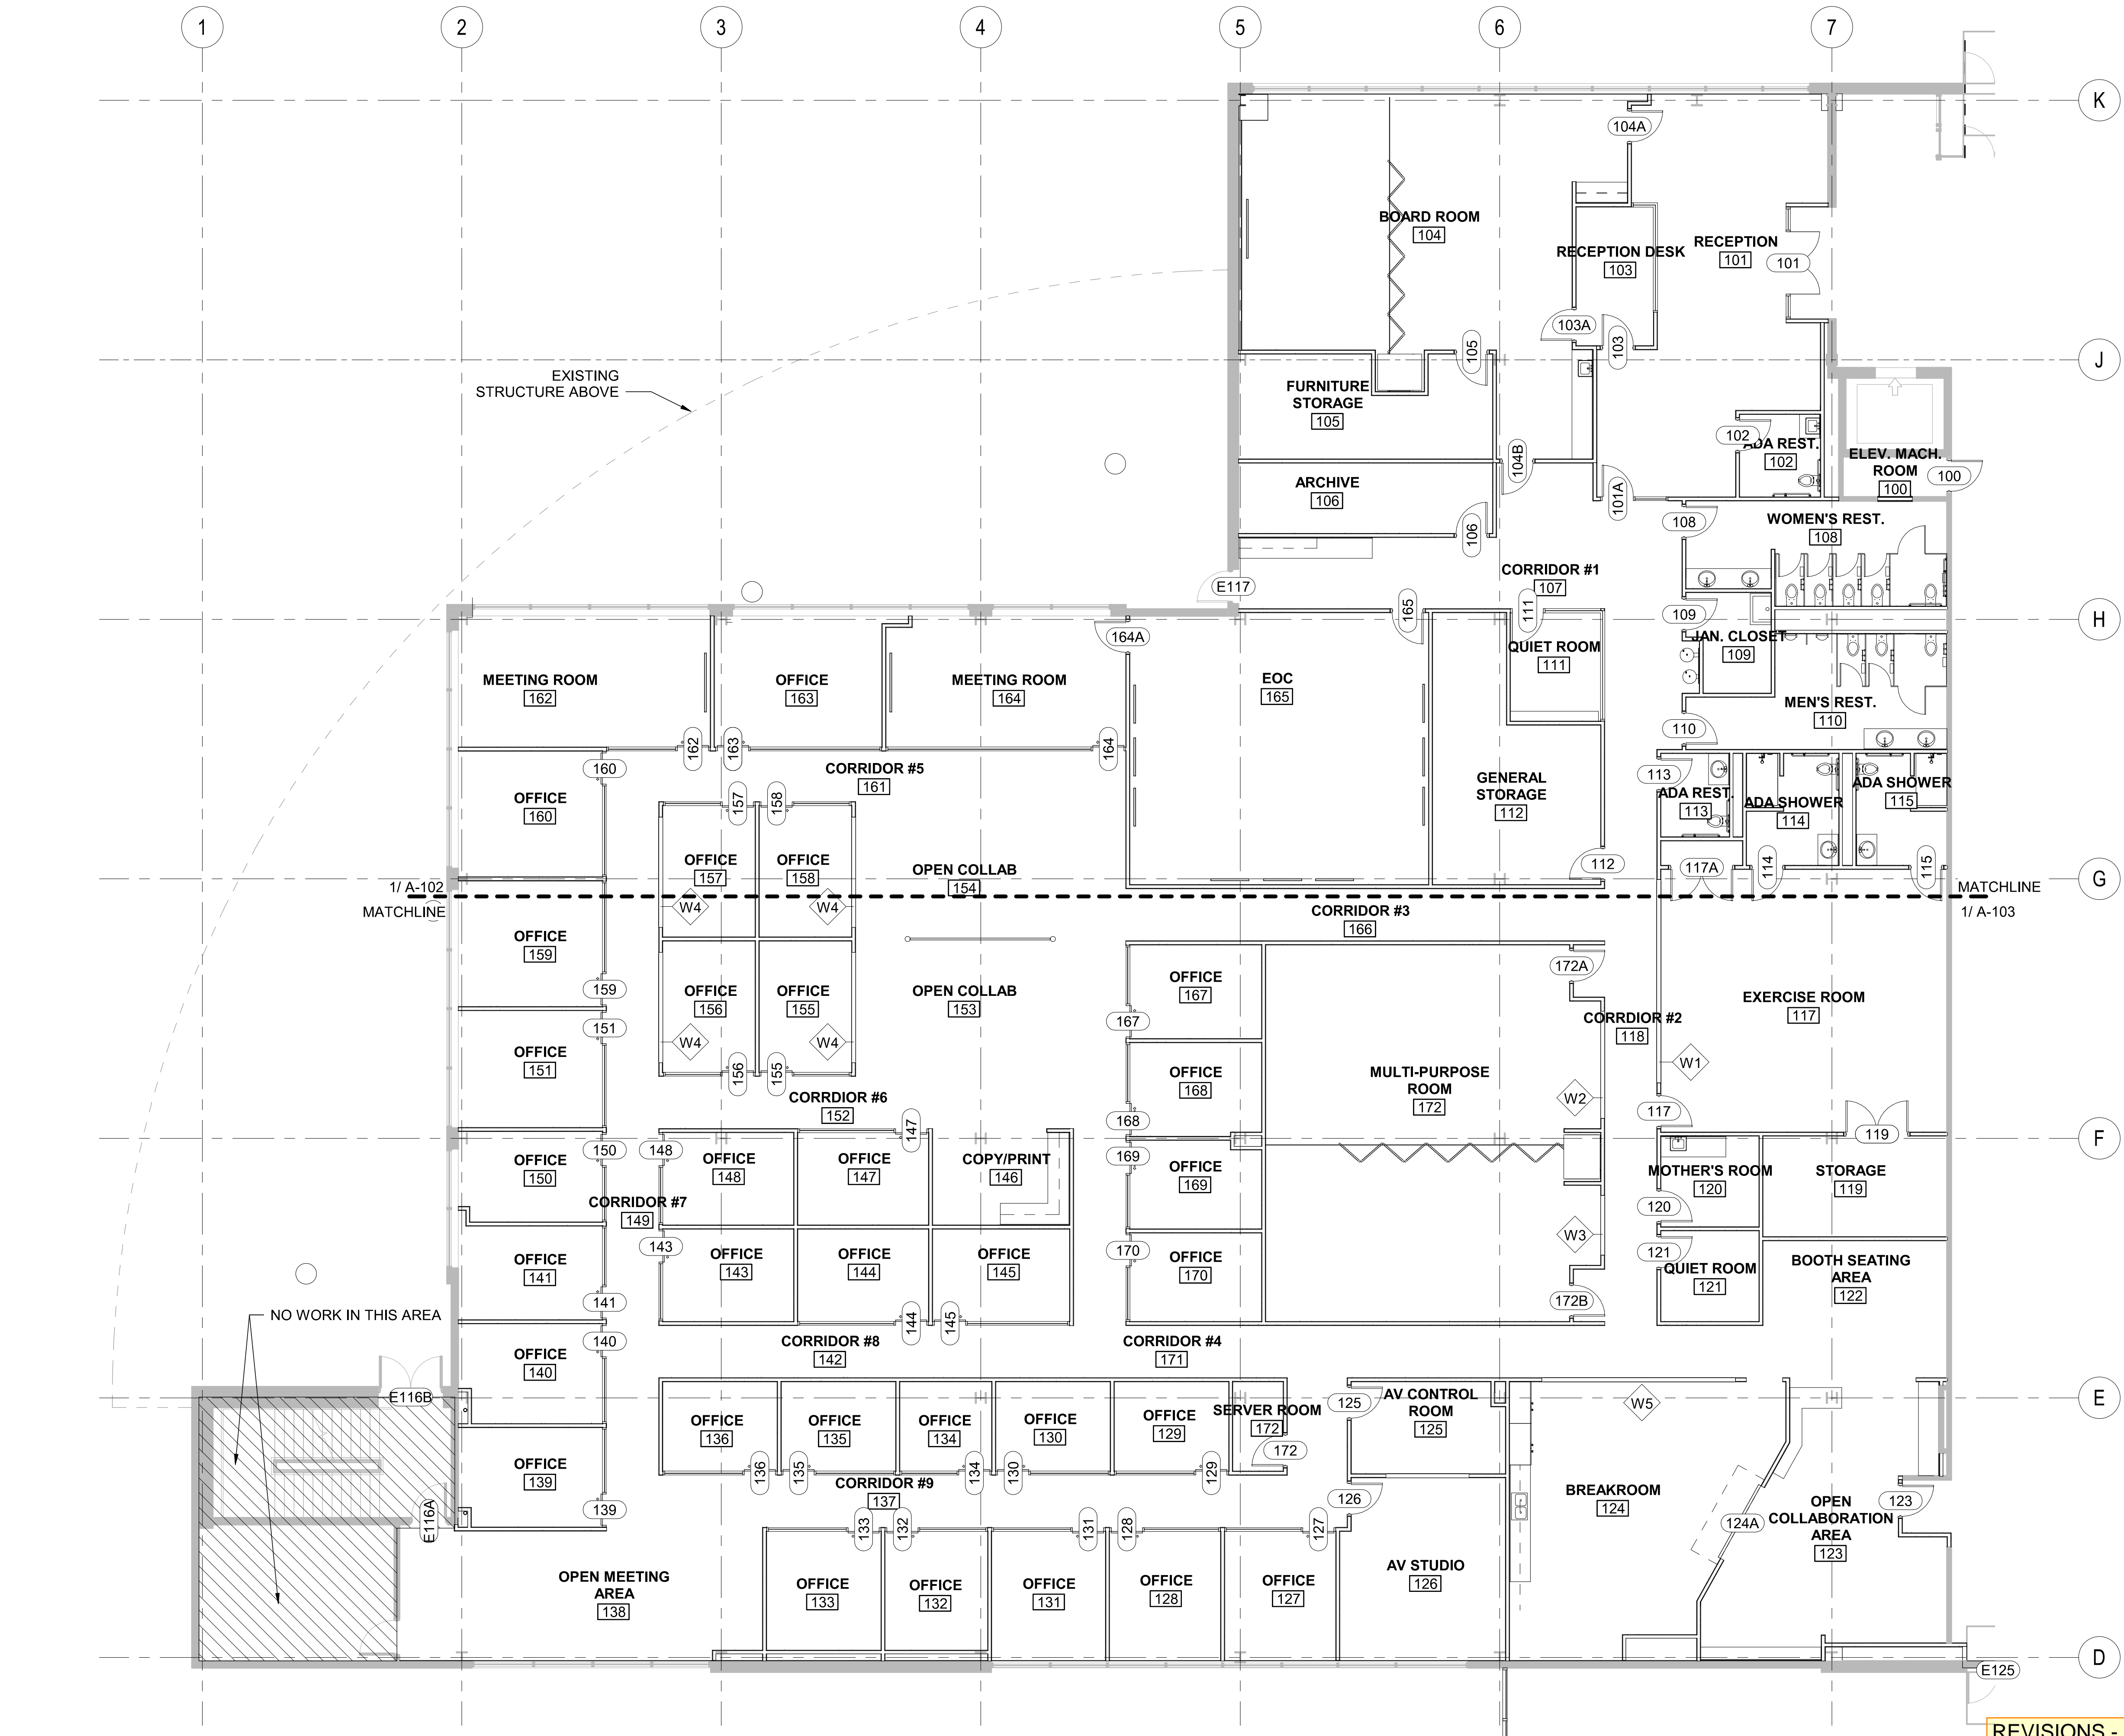 1
2
3
4
5
6
7
K
104A
BOARD ROOM
104
RECEPTION DESK
103
RECEPTION
101
101
103A
103
105
J
EXISTING
STRUCTURE ABOVE
FURNITURE
STORAGE
105
102
ADA REST.
102
ELEV. MACH.
ROOM
100
100
104B
101A
ARCHIVE
106
106
108
WOMEN'S REST.
108
CORRIDOR #1
107
E117
165
111
109
H
164A
QUIET ROOM
111
JAN. CLOSET
109
MEETING ROOM
162
OFFICE
163
MEETING ROOM
164
EOC
165
MEN'S REST.
110
110
162
163
164
160
CORRIDOR #5
161
113
GENERAL
STORAGE
112
ADA REST.
113
ADA SHOWER
114
ADA SHOWER
115
OFFICE
160
157
158
OFFICE
157
OFFICE
158
OPEN COLLAB
154
112
117A
114
115
G
1/ A-102
MATCHLINE
MATCHLINE
1/ A-103
W4
W4
CORRIDOR #3
166
OFFICE
159
159
OFFICE
156
OFFICE
155
OPEN COLLAB
153
OFFICE
167
167
172A
EXERCISE ROOM
117
CORRDIOR #2
118
151
W4
W4
OFFICE
151
156
155
OFFICE
168
168
MULTI-PURPOSE
ROOM
172
W1
W2
117
CORRDIOR #6
152
147
119
F
150
148
169
OFFICE
150
OFFICE
148
OFFICE
147
COPY/PRINT
146
OFFICE
169
MOTHER'S ROOM
120
STORAGE
119
CORRIDOR #7
149
120
143
W3
170
121
OFFICE
141
141
OFFICE
143
OFFICE
144
OFFICE
145
OFFICE
170
QUIET ROOM
121
BOOTH SEATING
AREA
122
172B
NO WORK IN THIS AREA
144
145
140
CORRIDOR #8
142
CORRIDOR #4
171
OFFICE
140
E116B
E
OFFICE
136
OFFICE
135
OFFICE
134
OFFICE
130
OFFICE
129
SERVER ROOM
172
172
125
AV CONTROL
ROOM
125
W5
OFFICE
139
139
E116A
136
135
134
130
129
CORRIDOR #9
137
126
BREAKROOM
124
OPEN
COLLABORATION
AREA
123
123
124A
133
132
131
128
127
OPEN MEETING
AREA
138
OFFICE
133
OFFICE
132
OFFICE
131
OFFICE
128
OFFICE
127
AV STUDIO
126
D
E125
REVISIONS -